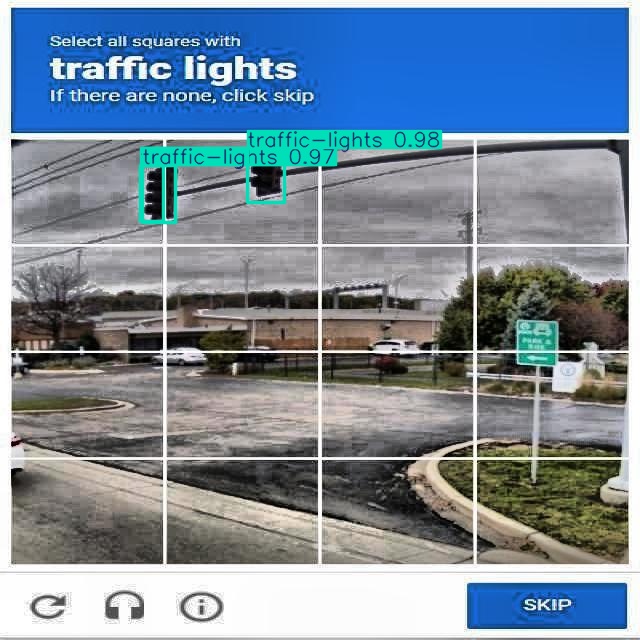 Select all squares with
traffic lights
If there are none, click skip
traffic-lights 0.98
traffic-lights 0.97
PARK &
RIDE
SKIP